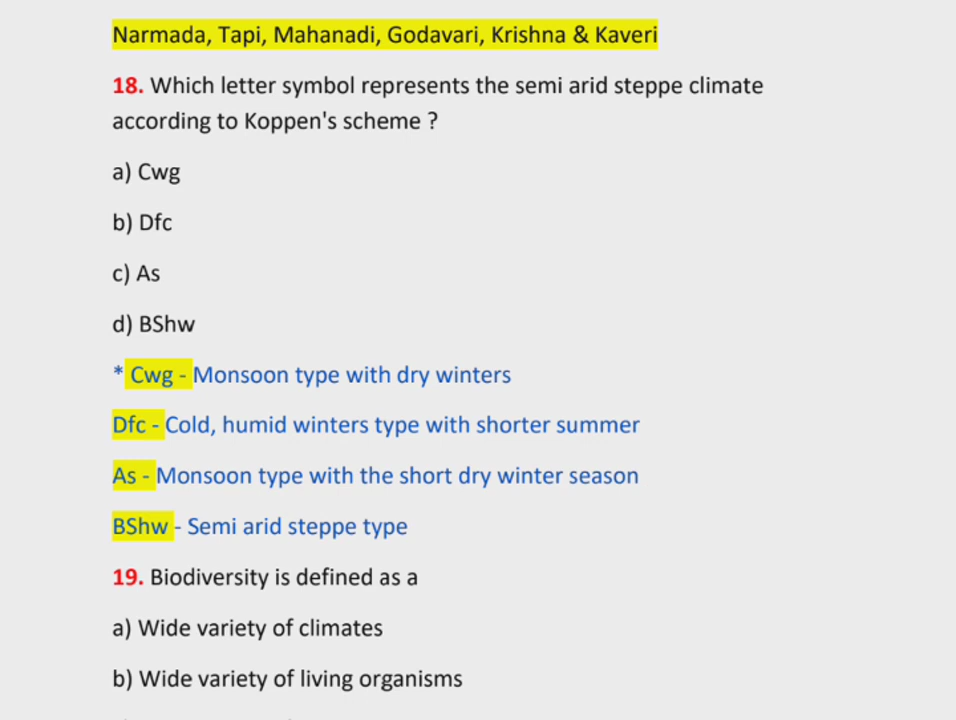 Narmada, Tapi, Mahanadi, Godavari, Krishna & Kaveri
18. Which letter symbol represents the semi arid steppe climate
according to Koppen's scheme ?
a) Cwg
b) Dfc
c) As
d) BShw
* Cwg - Monsoon type with dry winters
Dfc - Cold, humid winters type with shorter summer
As - Monsoon type with the short dry winter season
BShw - Semi arid steppe type
19. Biodiversity is defined as a
a) Wide variety of climates
b) Wide variety of living organisms